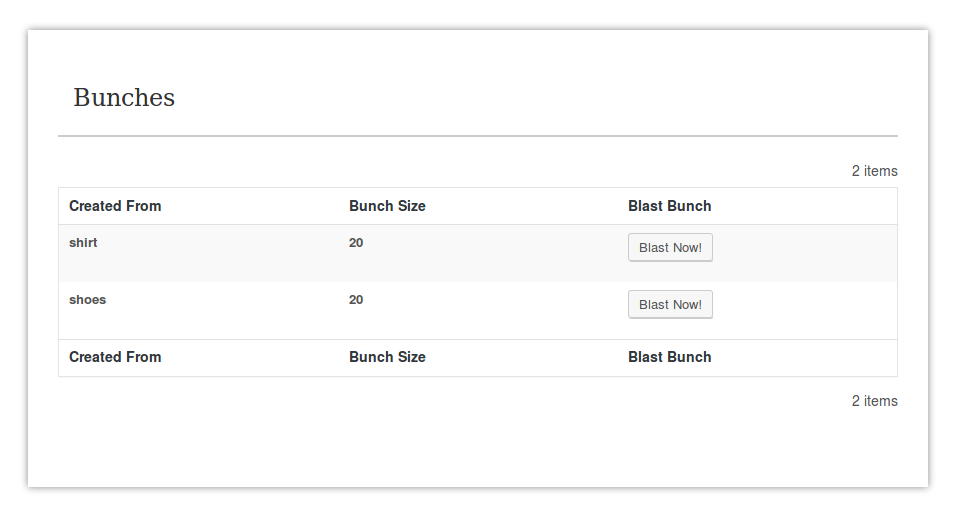 Bunches
2 items
Created From Bunch Size Blast Bunch
shirt 20 Blast Now!
shoes 20 Blast Now!
Created From Bunch Size Blast Bunch
2 items